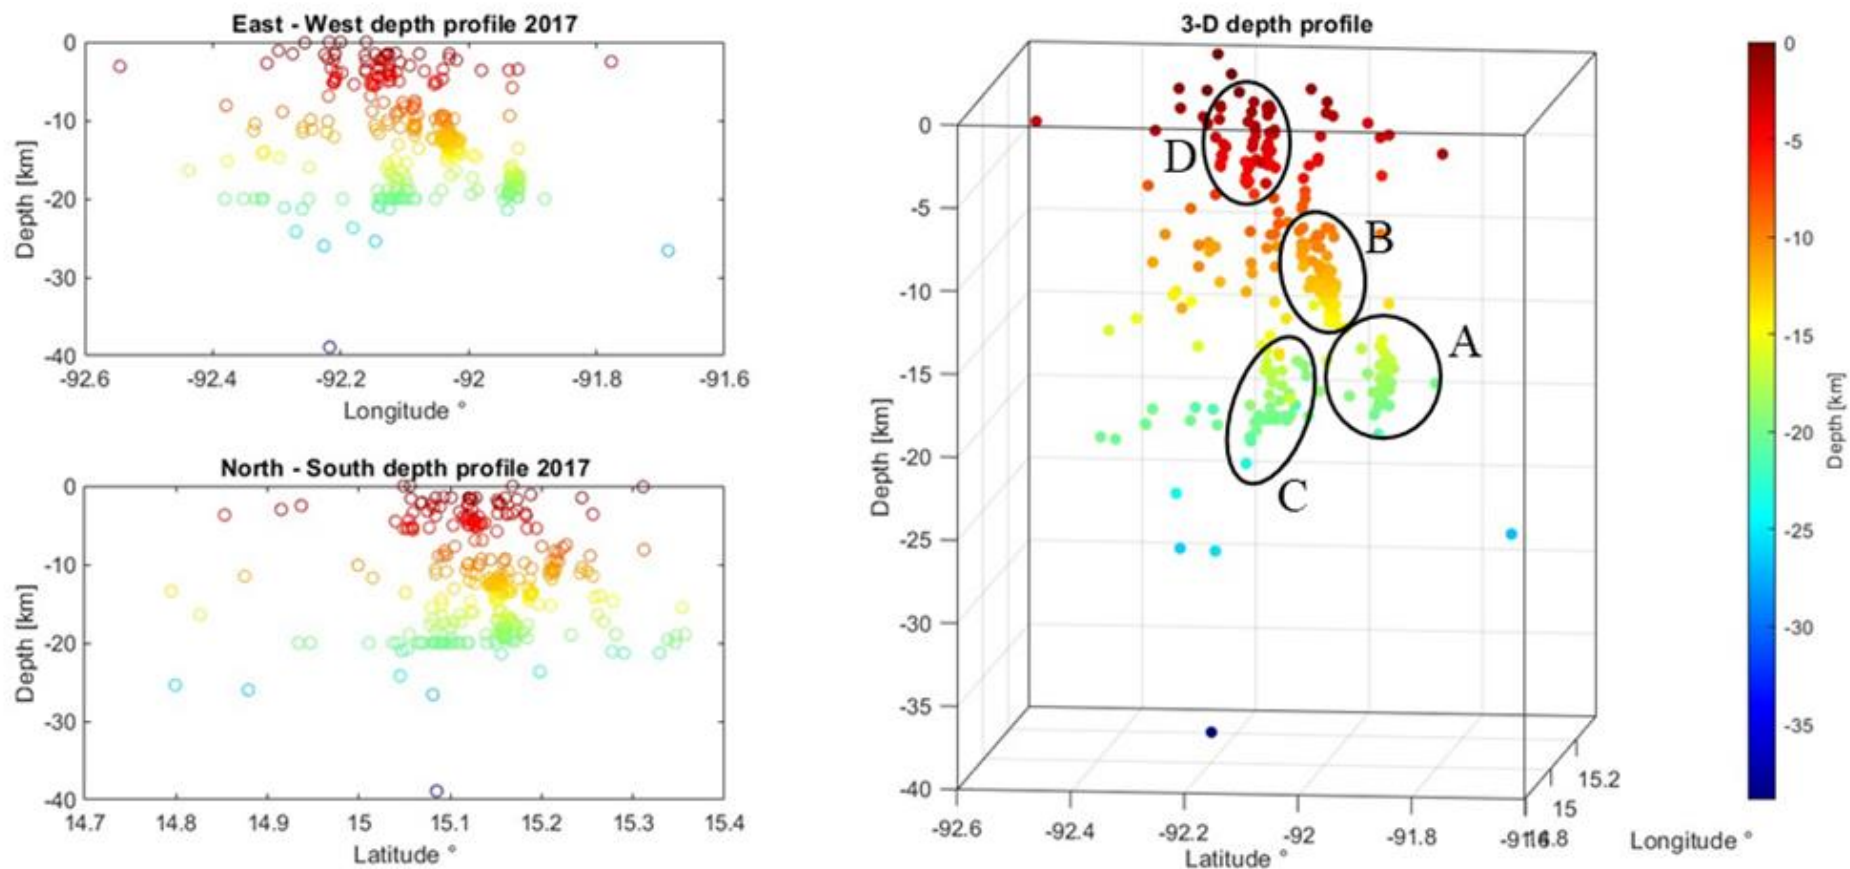 East - West depth profile 2017
0
-10
-20
-30
-40
Depth [km]
-92.6 -92.4 -92.2 -92 -91.8 -91.6
Longitude °
North - South depth profile 2017
0
-10
-20
-30
-40
Depth [km]
14.7 14.8 14.9 15 15.1 15.2 15.3 15.4
Latitude °
3-D depth profile
0
-5
-10
-15
-20
-25
-30
-35
-40
Depth [km]
D
B
A
C
-92.6 -92.4 -92.2 -92 -91.8
Latitude °
15 15.2
Longitude °
0
-5
-10
-15
-20
-25
-30
-35
Depth [km]